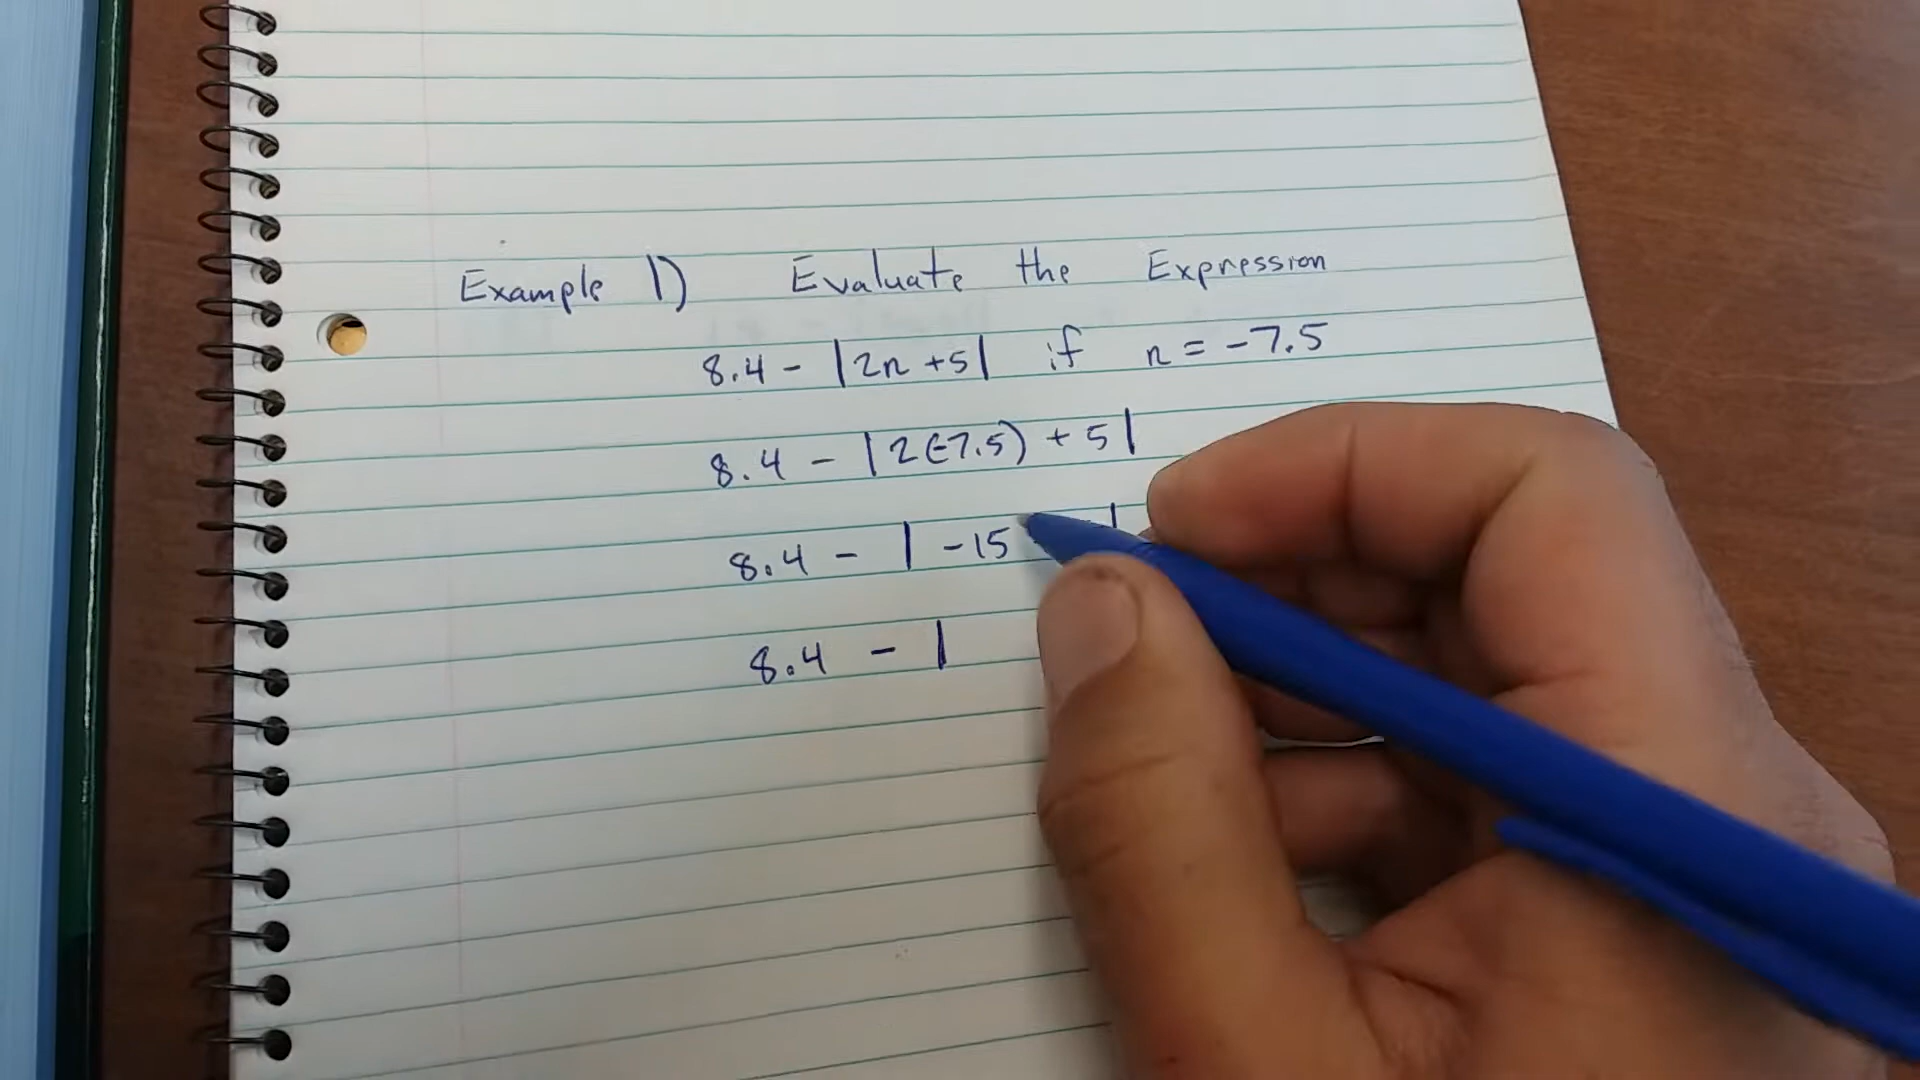 Example 1) Evaluate the Expression
8.4 - |2n +5| if n = -7.5
8.4 - |2(-7.5) + 5|
8.4 - | -15 |
8.4 - |